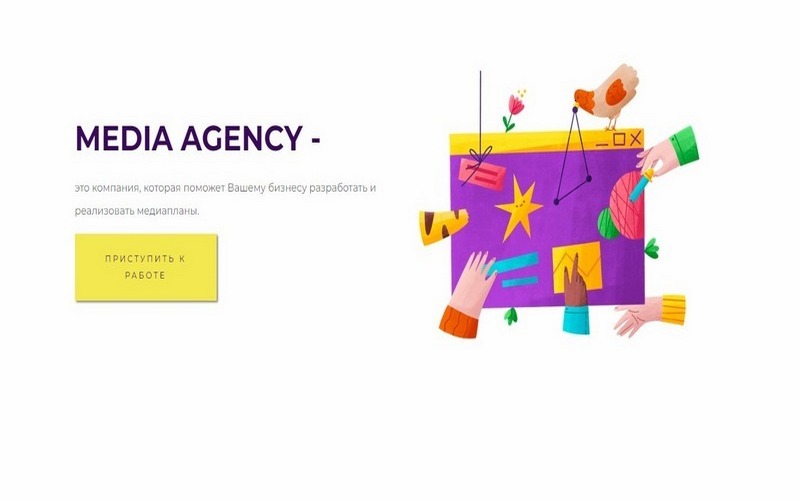 MEDIA AGENCY -
это компания, которая поможет Вашему бизнесу разработать и
реализовать медиапланы.
ПРИСТУПИТЬ К
РАБОТЕ